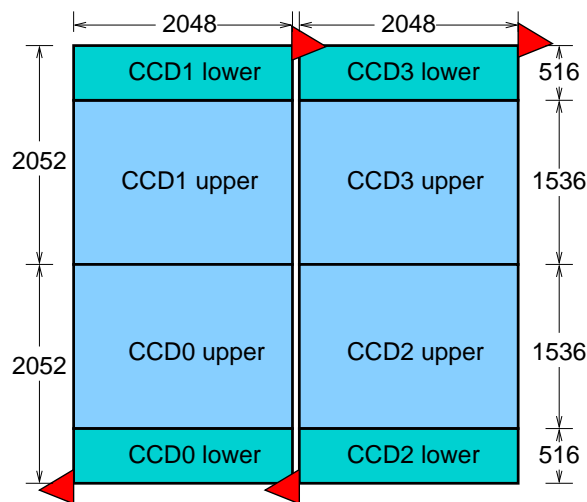 2048 2048
CCD1 lower CCD3 lower 516
2052 CCD1 upper CCD3 upper 1536
2052 CCD0 upper CCD2 upper 1536
CCD0 lower CCD2 lower 516